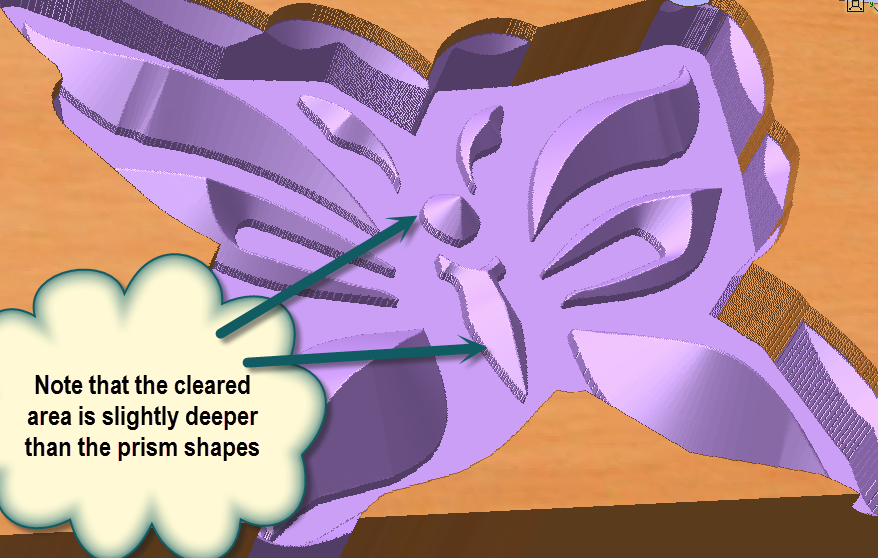 Note that the cleared
area is slightly deeper
than the prism shapes